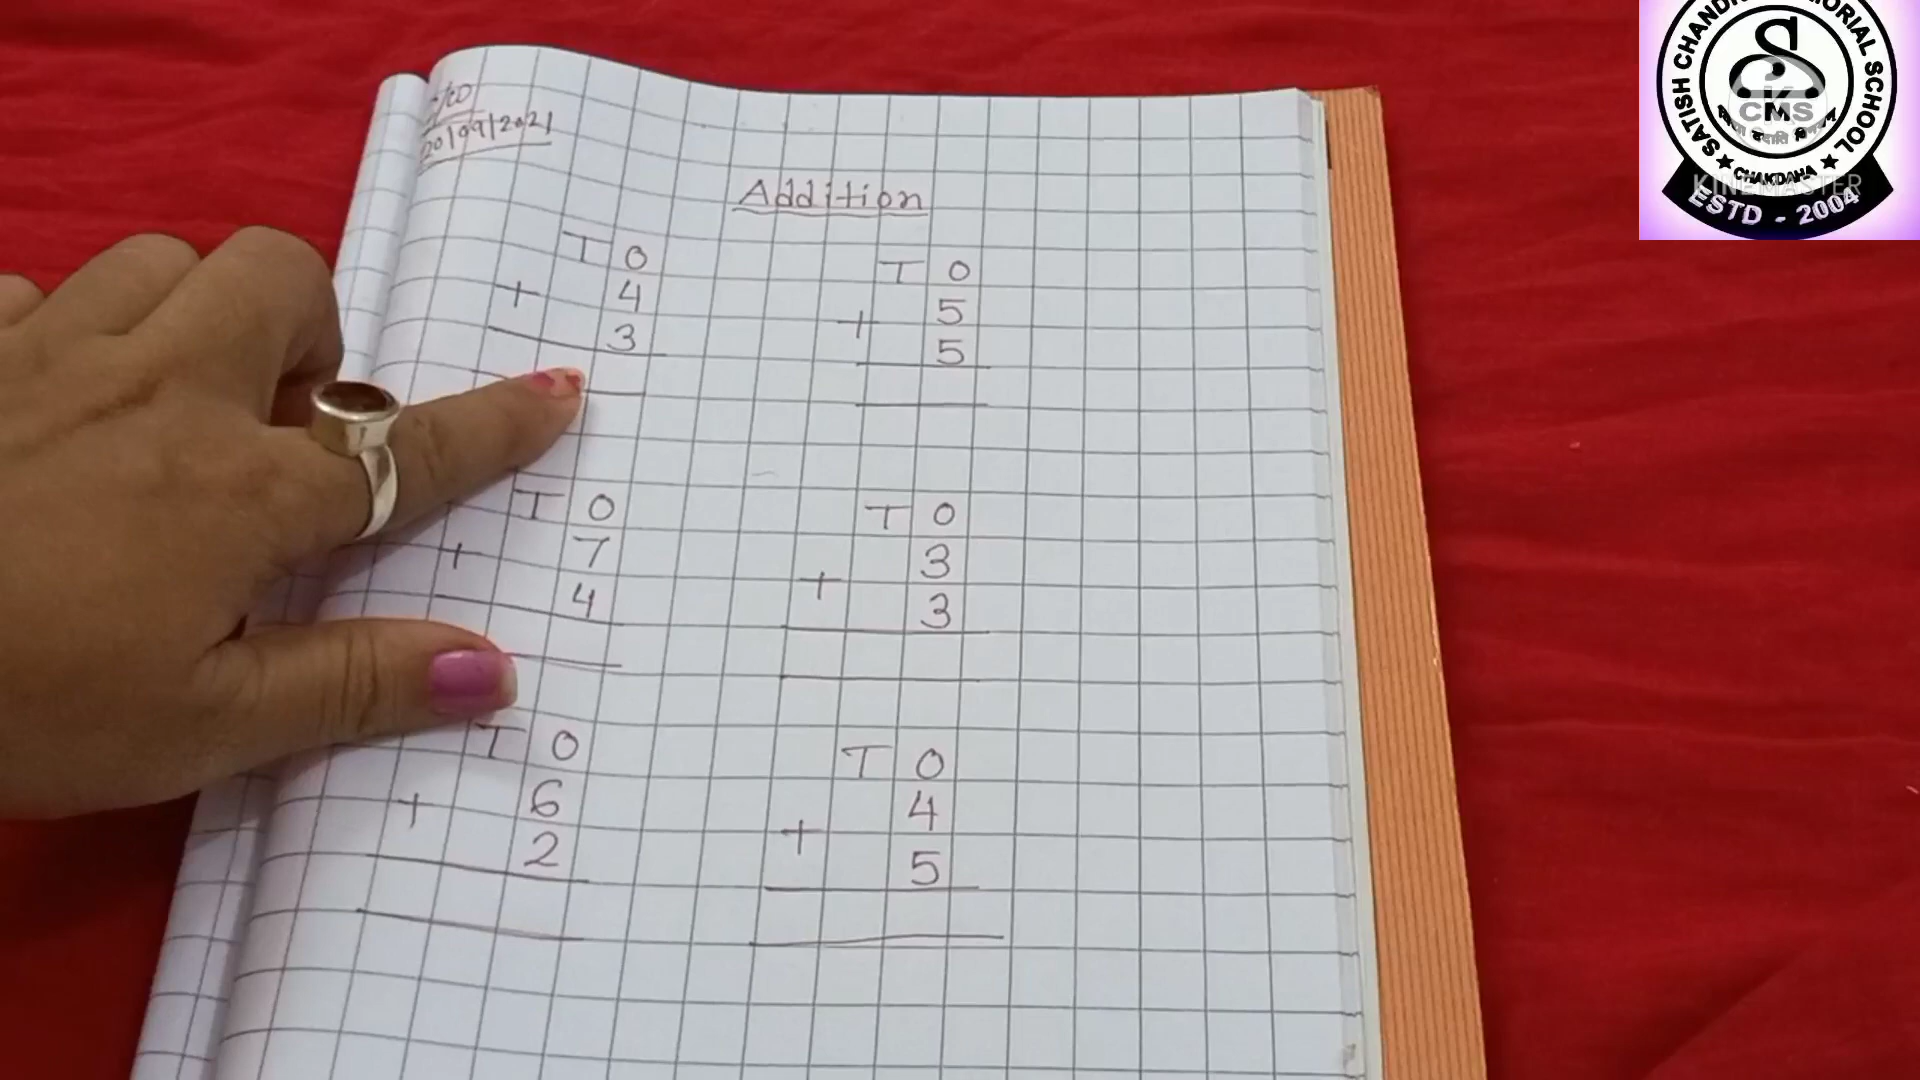 20/09/2021
Addition
T O
4
+ 3
T O
5
+ 5
T O
7
+ 4
T O
3
+ 3
T O
6
+ 2
T O
4
+ 5
SATISH CHANDRA MEMORIAL SCHOOL
CMS
CHAKDAHA
KINEMASTER
ESTD - 2004